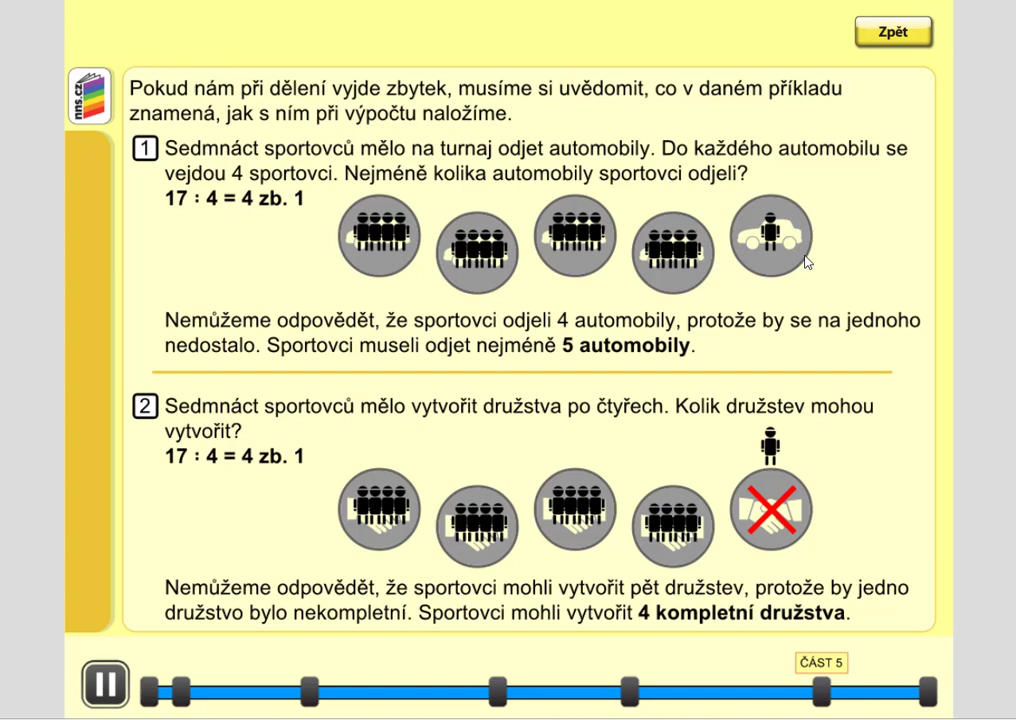 Zpět
nns.cz
Pokud nám při dělení vyjde zbytek, musíme si uvědomit, co v daném příkladu
znamená, jak s ním při výpočtu naložíme.
1 Sedmnáct sportovců mělo na turnaj odjet automobily. Do každého automobilu se
vejdou 4 sportovci. Nejméně kolika automobily sportovci odjeli?
17 : 4 = 4 zb. 1
Nemůžeme odpovědět, že sportovci odjeli 4 automobily, protože by se na jednoho
nedostalo. Sportovci museli odjet nejméně 5 automobily.
2 Sedmnáct sportovců mělo vytvořit družstva po čtyřech. Kolik družstev mohou
vytvořit?
17 : 4 = 4 zb. 1
Nemůžeme odpovědět, že sportovci mohli vytvořit pět družstev, protože by jedno
družstvo bylo nekompletní. Sportovci mohli vytvořit 4 kompletní družstva.
ČÁST 5